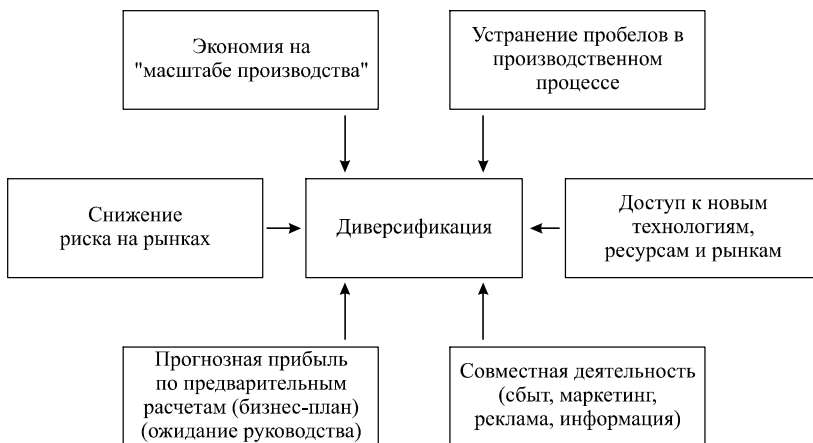 Экономия на
"масштабе производства"
Устранение пробелов в
производственном
процессе
Снижение
риска на рынках
Диверсификация
Доступ к новым
технологиям,
ресурсам и рынкам
Прогнозная прибыль
по предварительным
расчетам (бизнес-план)
(ожидание руководства)
Совместная деятельность
(сбыт, маркетинг,
реклама, информация)